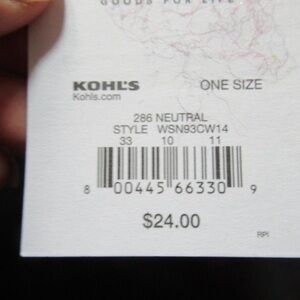 GOODS FOR LIFE
KOHL'S ONE SIZE
Kohls.com
286 NEUTRAL
STYLE WSN93CW14
33 10 11
8 00445 66330 9
$24.00
RPI